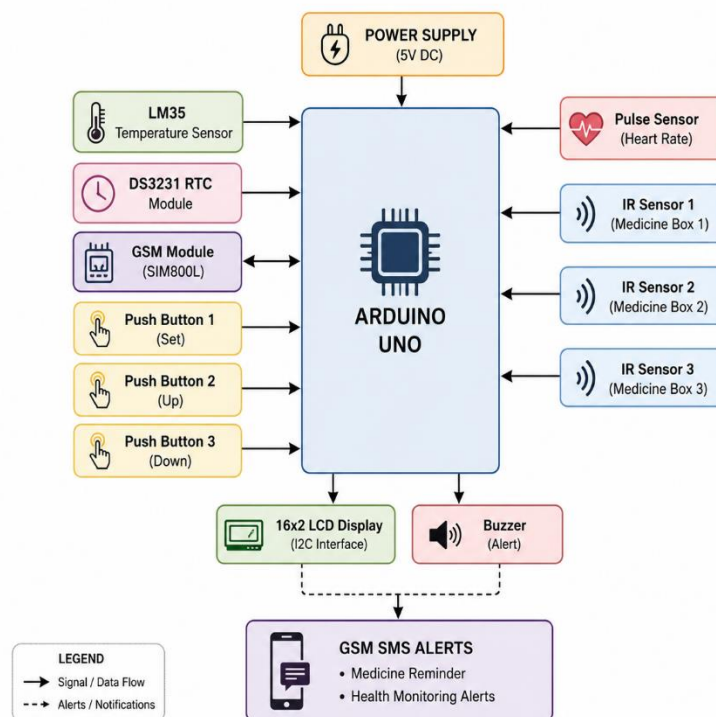 POWER SUPPLY
(5V DC)
LM35
Temperature Sensor
DS3231 RTC
Module
GSM Module
(SIM800L)
Push Button 1
(Set)
Push Button 2
(Up)
Push Button 3
(Down)
ARDUINO
UNO
Pulse Sensor
(Heart Rate)
IR Sensor 1
(Medicine Box 1)
IR Sensor 2
(Medicine Box 2)
IR Sensor 3
(Medicine Box 3)
16x2 LCD Display
(I2C Interface)
Buzzer
(Alert)
GSM SMS ALERTS
• Medicine Reminder
• Health Monitoring Alerts
LEGEND
Signal / Data Flow
Alerts / Notifications